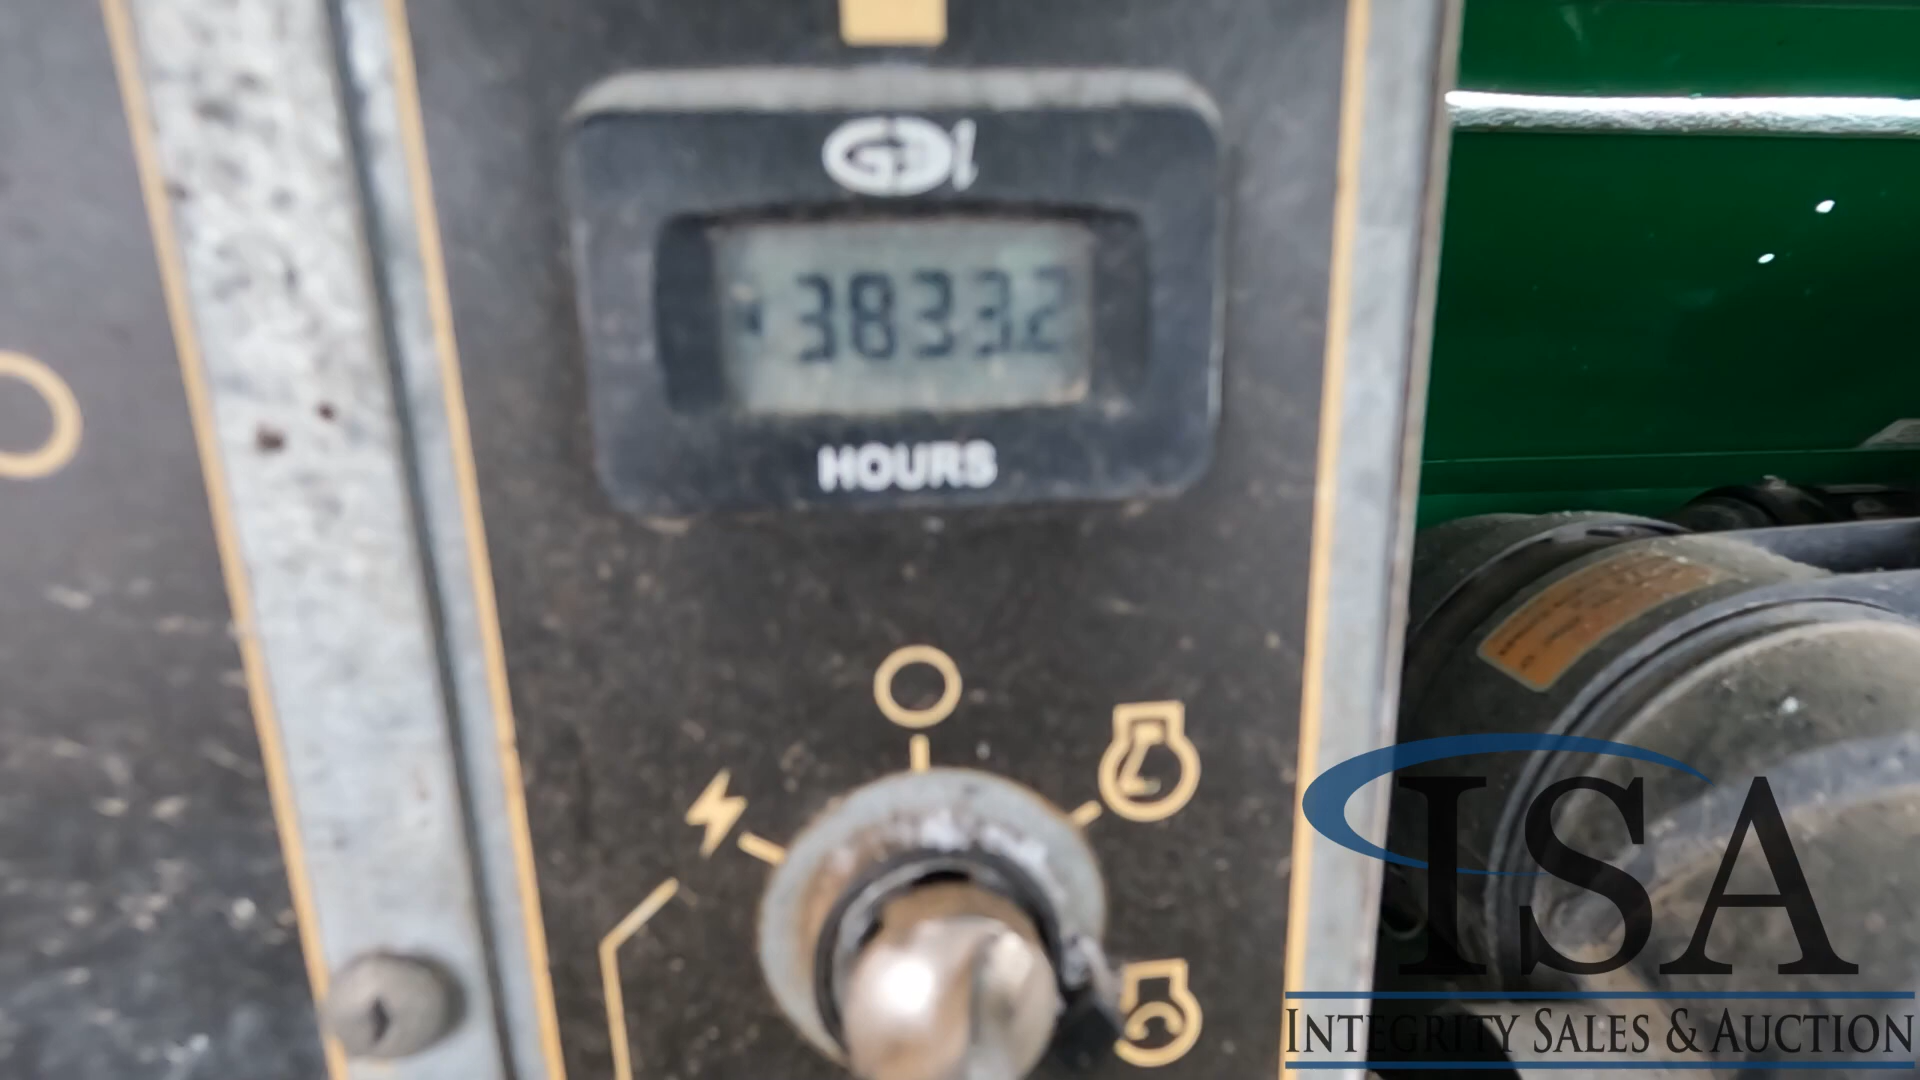 3833.2
HOURS
ISA
INTEGRITY SALES & AUCTION